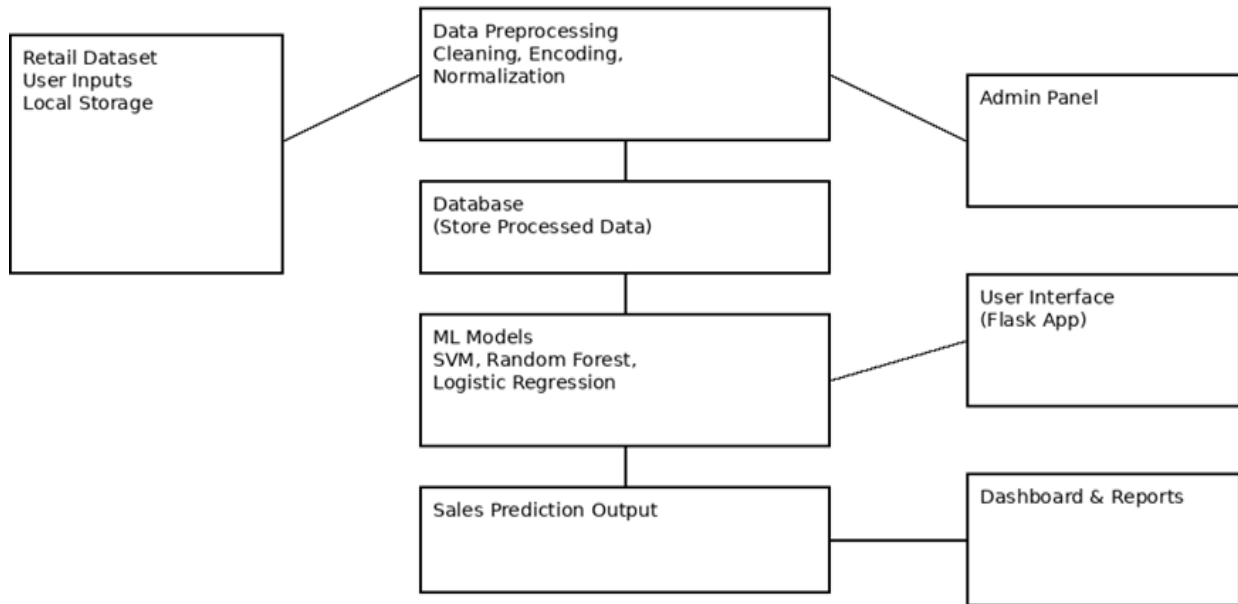 Retail Dataset
User Inputs
Local Storage
Data Preprocessing
Cleaning, Encoding,
Normalization
Admin Panel
Database
(Store Processed Data)
User Interface
(Flask App)
ML Models
SVM, Random Forest,
Logistic Regression
Sales Prediction Output
Dashboard & Reports